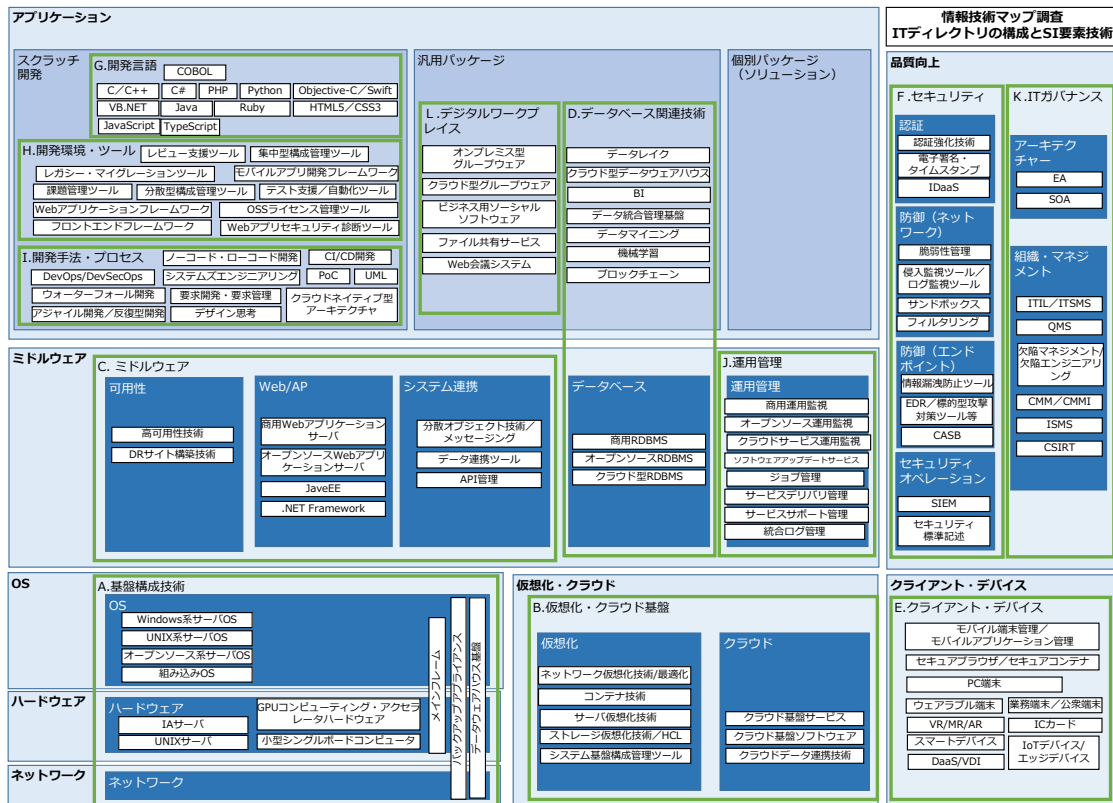 アプリケーション
情報技術マップ調査
ITディレクトリの構成とSI要素技術
スクラッチ
開発
G.開発言語
COBOL
C／C++
C#
PHP
Python
Objective-C／Swift
VB.NET
Java
Ruby
HTML5／CSS3
JavaScript
TypeScript
H.開発環境・ツール
レビュー支援ツール
集中型構成管理ツール
レガシー・マイグレーションツール
モバイルアプリ開発フレームワーク
課題管理ツール
分散型構成管理ツール
テスト支援／自動化ツール
Webアプリケーションフレームワーク
OSSライセンス管理ツール
フロントエンドフレームワーク
Webアプリセキュリティ診断ツール
I.開発手法・プロセス
ノーコード・ローコード開発
CI/CD開発
DevOps/DevSecOps
システムズエンジニアリング
PoC
UML
ウォーターフォール開発
要求開発・要求管理
クラウドネイティブ型
アーキテクチャ
アジャイル開発／反復型開発
デザイン思考
汎用パッケージ
L.デジタルワークプ
レイス
オンプレミス型
グループウェア
クラウド型グループウェア
ビジネス用ソーシャル
ソフトウェア
ファイル共有サービス
Web会議システム
D.データベース関連技術
データレイク
クラウド型データウェアハウス
BI
データ統合管理基盤
データマイニング
機械学習
ブロックチェーン
個別パッケージ
（ソリューション）
ミドルウェア
C. ミドルウェア
可用性
高可用性技術
DRサイト構築技術
Web/AP
商用Webアプリケーション
サーバ
オープンソースWebアプリ
ケーションサーバ
JaveEE
.NET Framework
システム連携
分散オブジェクト技術／
メッセージング
データ連携ツール
API管理
データベース
商用RDBMS
オープンソースRDBMS
クラウド型RDBMS
J.運用管理
運用管理
商用運用監視
オープンソース運用監視
クラウドサービス運用監視
ソフトウェアアップデートサービス
ジョブ管理
サービスデリバリ管理
サービスサポート管理
統合ログ管理
品質向上
F.セキュリティ
認証
認証強化技術
電子署名・
タイムスタンプ
IDaaS
防御（ネット
ワーク）
脆弱性管理
侵入監視ツール／
ログ監視ツール
サンドボックス
フィルタリング
防御（エンド
ポイント）
情報漏洩防止ツール
EDR／標的型攻撃
対策ツール等
CASB
セキュリティ
オペレーション
SIEM
セキュリティ
標準記述
K.ITガバナンス
アーキテク
チャー
EA
SOA
組織・マネジ
メント
ITIL／ITSMS
QMS
欠陥マネジメント/
欠陥エンジニアリ
ング
CMM／CMMI
ISMS
CSIRT
OS
A.基盤構成技術
OS
Windows系サーバOS
UNIX系サーバOS
オープンソース系サーバOS
組み込みOS
ハードウェア
ハードウェア
IAサーバ
UNIXサーバ
GPUコンピューティング・アクセラ
レータハードウェア
小型シングルボードコンピュータ
ネットワーク
ネットワーク
メインフレーム
バックアップアプライアンス
データウェアハウス基盤
仮想化・クラウド
B.仮想化・クラウド基盤
仮想化
ネットワーク仮想化技術/最適化
コンテナ技術
サーバ仮想化技術
ストレージ仮想化技術／HCL
システム基盤構成管理ツール
クラウド
クラウド基盤サービス
クラウド基盤ソフトウェア
クラウドデータ連携技術
クライアント・デバイス
E.クライアント・デバイス
モバイル端末管理／
モバイルアプリケーション管理
セキュアブラウザ／セキュアコンテナ
PC端末
ウェアラブル端末
業務端末／公衆端末
VR/MR/AR
ICカード
スマートデバイス
IoTデバイス/
エッジデバイス
DaaS/VDI